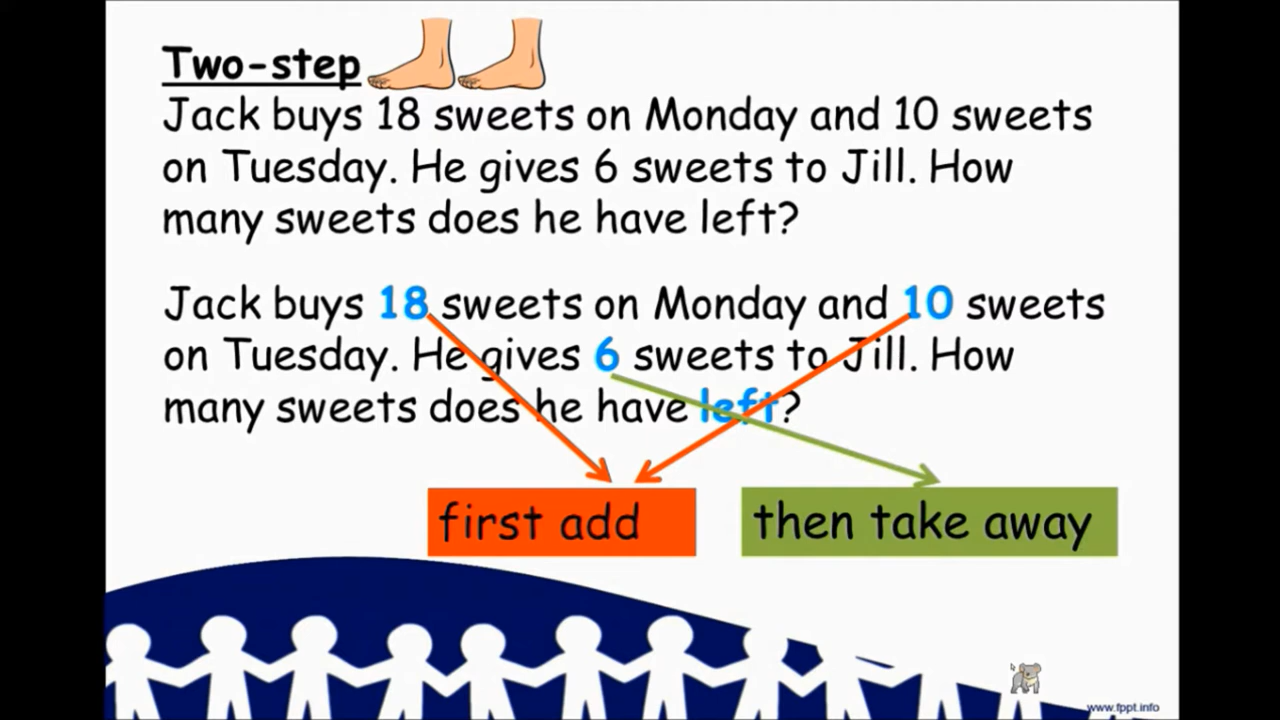 Two-step
Jack buys 18 sweets on Monday and 10 sweets
on Tuesday. He gives 6 sweets to Jill. How
many sweets does he have left?
Jack buys 18 sweets on Monday and 10 sweets
on Tuesday. He gives 6 sweets to Jill. How
many sweets does he have left?
first add
then take away
www.fppt.info